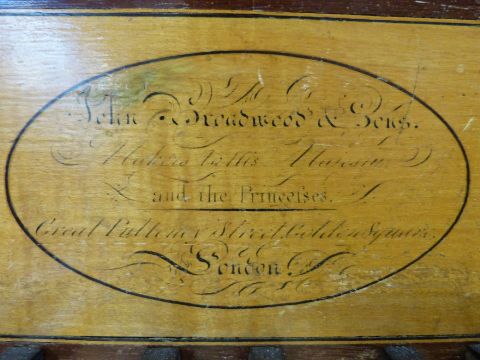 John Broadwood & Sons.
Makers to His Majesty
and the Princeſses.
Great Pulteney Street, Golden Square.
London.